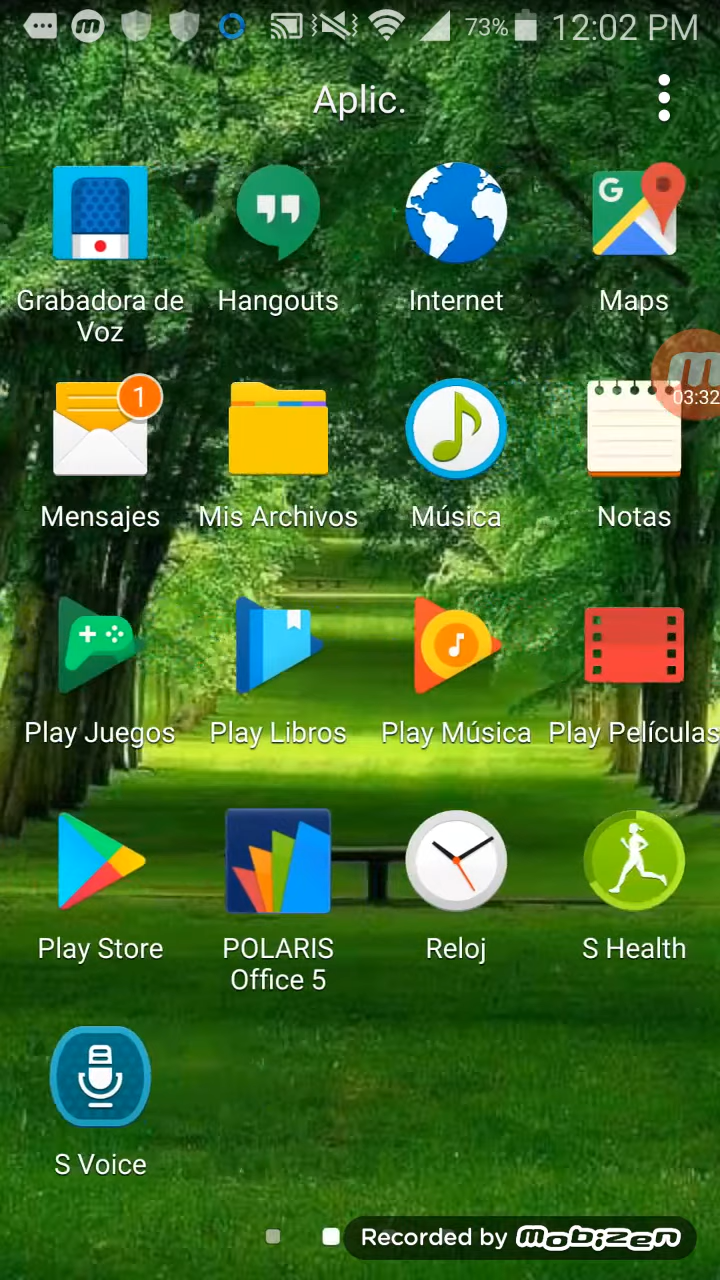 73% 12:02 PM
Aplic.
Grabadora de
Voz
Hangouts
Internet
G
Maps
03:32
1
Mensajes
Mis Archivos
Música
Notas
Play Juegos
Play Libros
Play Música
Play Películas
Play Store
POLARIS
Office 5
Reloj
S Health
S Voice
Recorded by mobizen